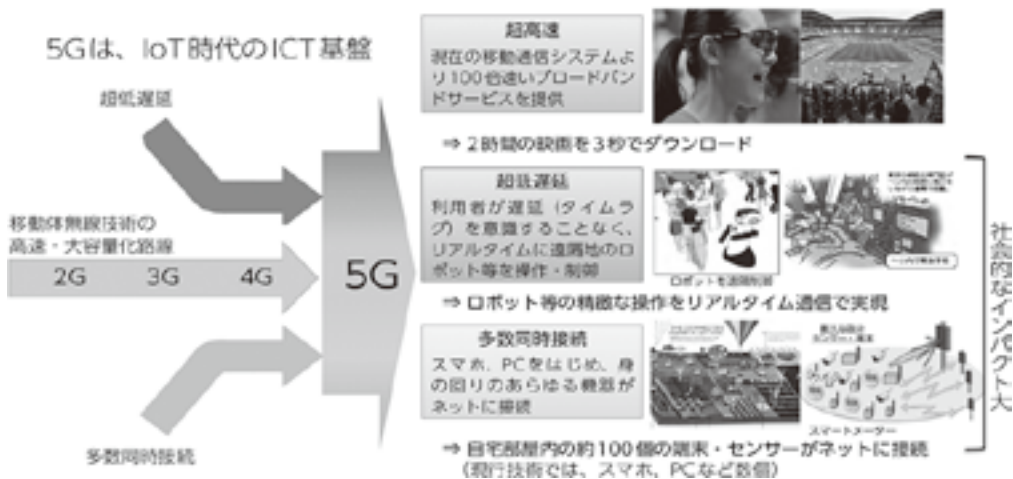 5Gは、IoT時代のICT基盤
超低遅延
移動体無線技術の
高速・大容量化路線
2G 3G 4G
5G
多数同時接続
超高速
現在の移動通信システムよ
り100倍速いブロードバン
ドサービスを提供
⇒ 2時間の映画を3秒でダウンロード
超低遅延
利用者が遅延（タイムラ
グ）を意識することなく、
リアルタイムに遠隔地のロ
ボット等を操作・制御
ロボットを遠隔制御
⇒ ロボット等の精緻な操作をリアルタイム通信で実現
多数同時接続
スマホ、PCをはじめ、身
の回りのあらゆる機器が
ネットに接続
スマートメーター
⇒ 自宅部屋内の約100個の端末・センサーがネットに接続
（現行技術では、スマホ、PCなど数個）
社会的なインパクト大